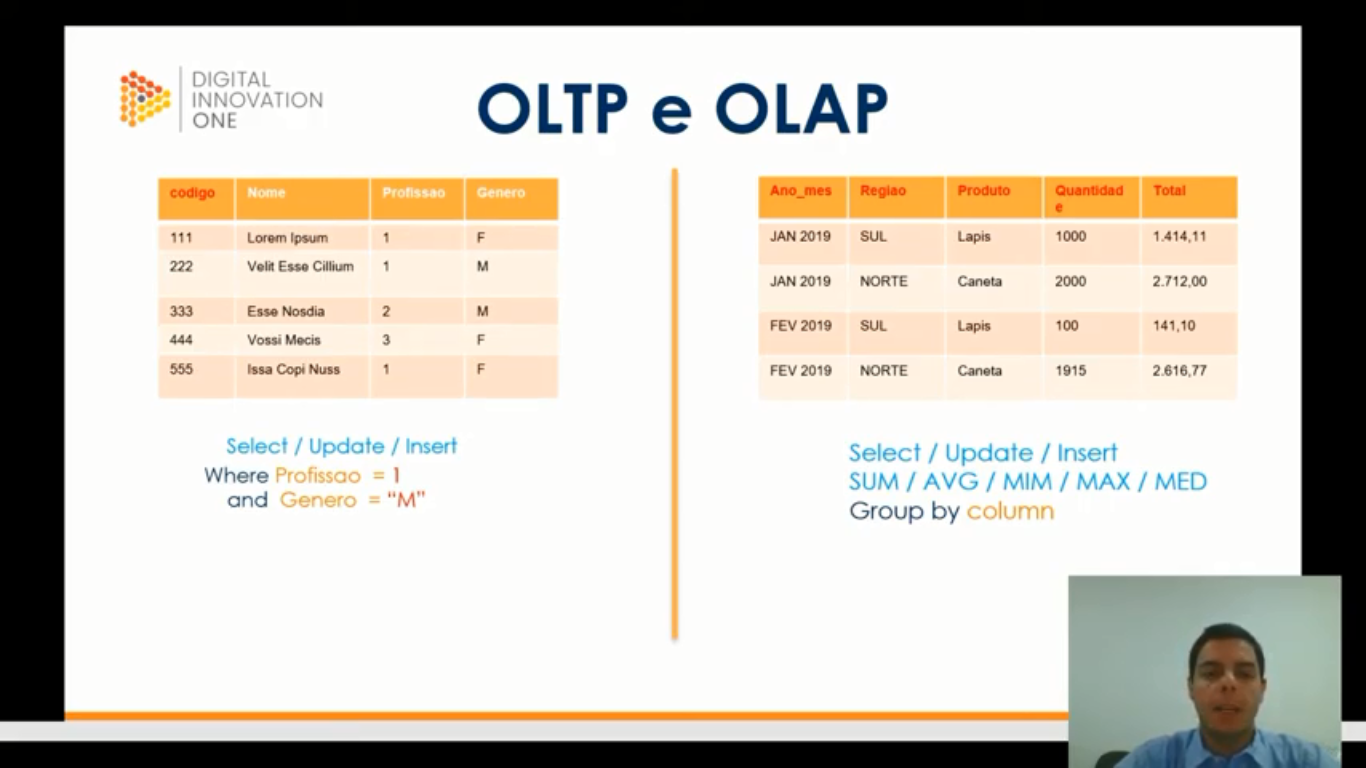 DIGITAL
INNOVATION
ONE
OLTP e OLAP
codigo Nome Profissao Genero
111 Lorem Ipsum 1 F
222 Velit Esse Cillium 1 M
333 Esse Nosdia 2 M
444 Vossi Mecis 3 F
555 Issa Copi Nuss 1 F
Select / Update / Insert
Where Profissao = 1
and Genero = “M”
Ano_mes Regiao Produto Quantidad
e Total
JAN 2019 SUL Lapis 1000 1.414,11
JAN 2019 NORTE Caneta 2000 2.712,00
FEV 2019 SUL Lapis 100 141,10
FEV 2019 NORTE Caneta 1915 2.616,77
Select / Update / Insert
SUM / AVG / MIM / MAX / MED
Group by column